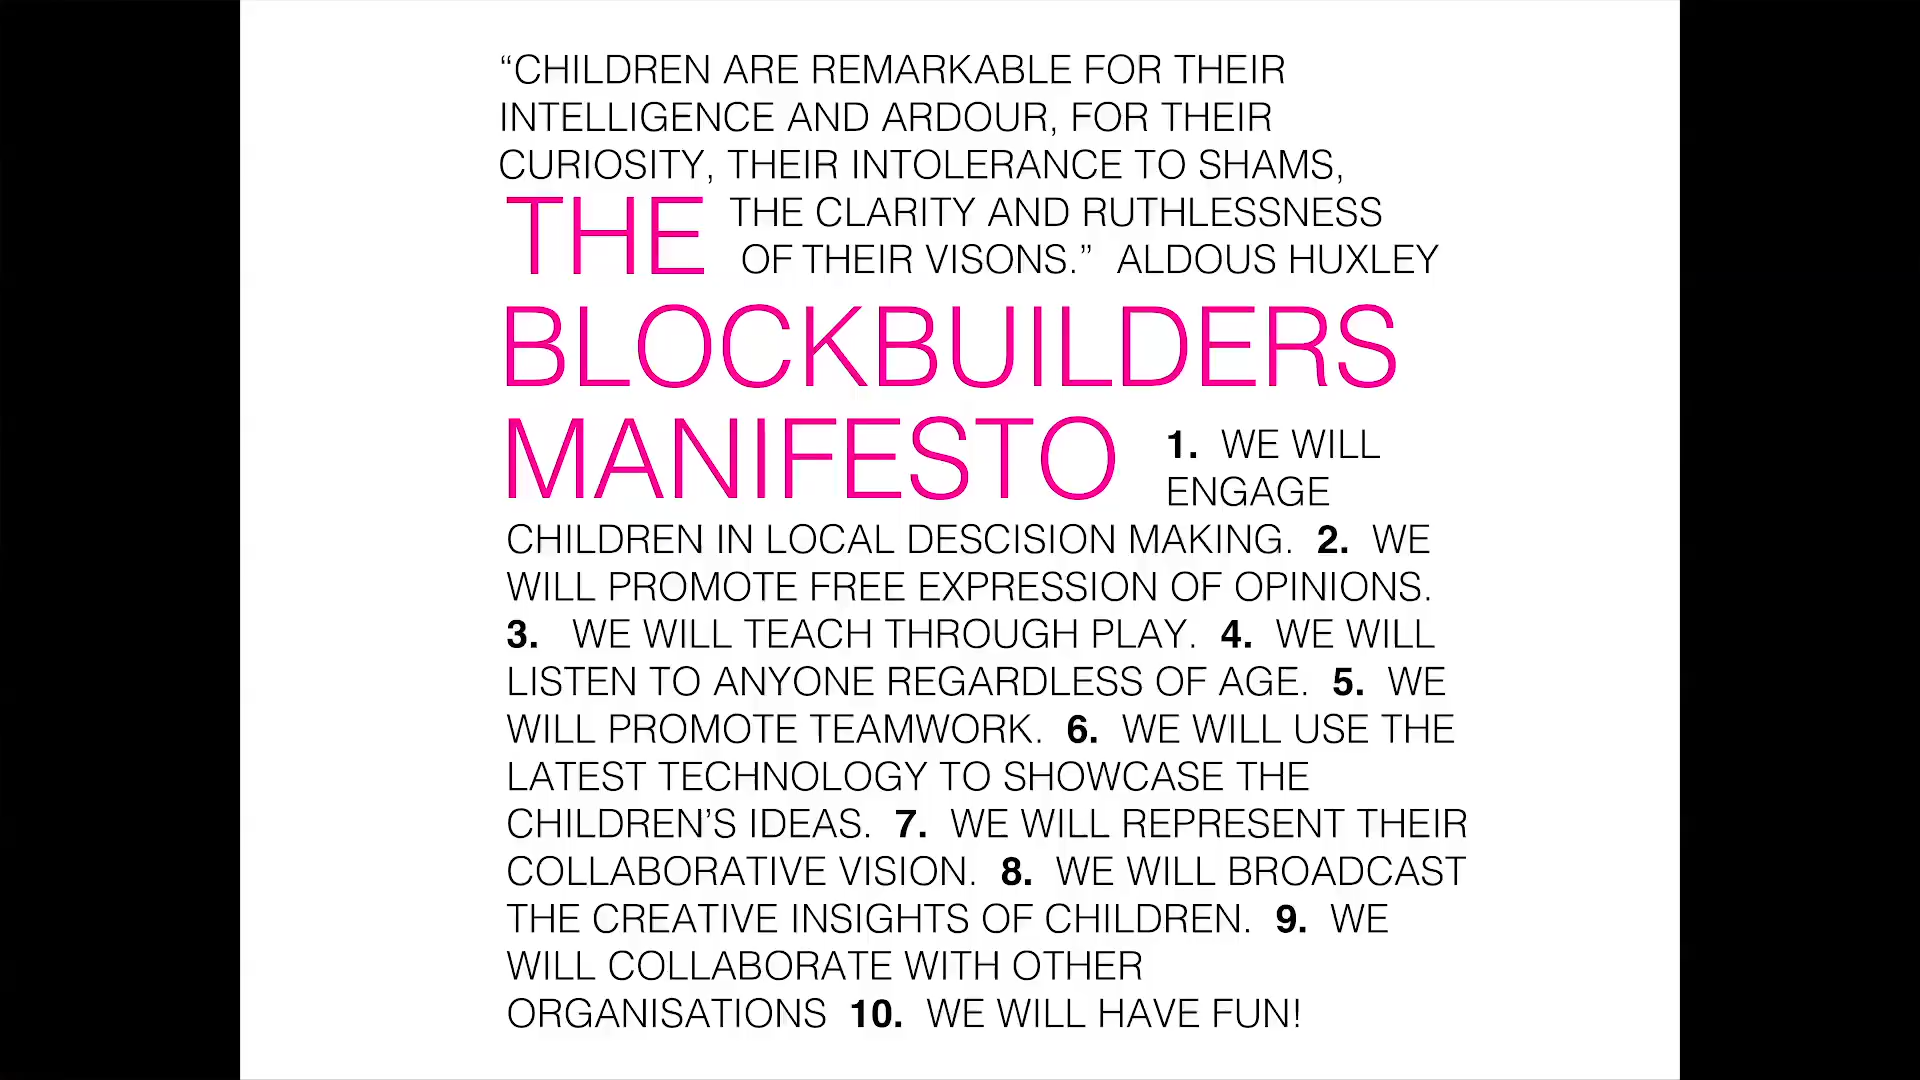 “CHILDREN ARE REMARKABLE FOR THEIR
INTELLIGENCE AND ARDOUR, FOR THEIR
CURIOSITY, THEIR INTOLERANCE TO SHAMS,
THE CLARITY AND RUTHLESSNESS
OF THEIR VISONS.” ALDOUS HUXLEY
THE
BLOCKBUILDERS
MANIFESTO
1. WE WILL
ENGAGE
CHILDREN IN LOCAL DESCISION MAKING. 2. WE
WILL PROMOTE FREE EXPRESSION OF OPINIONS.
3. WE WILL TEACH THROUGH PLAY. 4. WE WILL
LISTEN TO ANYONE REGARDLESS OF AGE. 5. WE
WILL PROMOTE TEAMWORK. 6. WE WILL USE THE
LATEST TECHNOLOGY TO SHOWCASE THE
CHILDREN’S IDEAS. 7. WE WILL REPRESENT THEIR
COLLABORATIVE VISION. 8. WE WILL BROADCAST
THE CREATIVE INSIGHTS OF CHILDREN. 9. WE
WILL COLLABORATE WITH OTHER
ORGANISATIONS 10. WE WILL HAVE FUN!